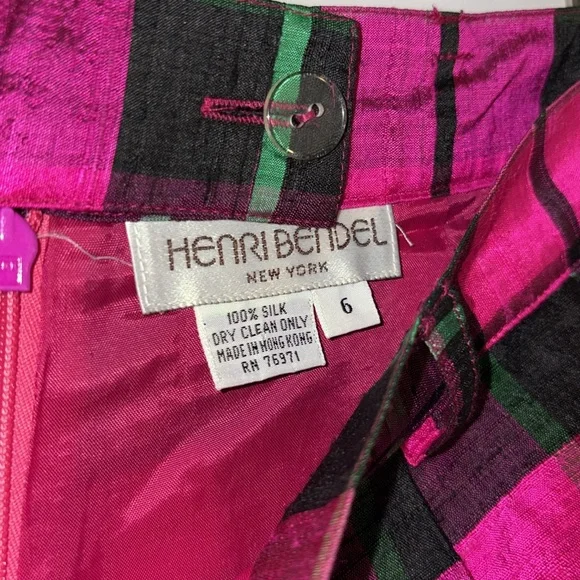 HENRI BENDEL
NEW YORK
6
100% SILK
DRY CLEAN ONLY
MADE IN HONG KONG
RN 76971